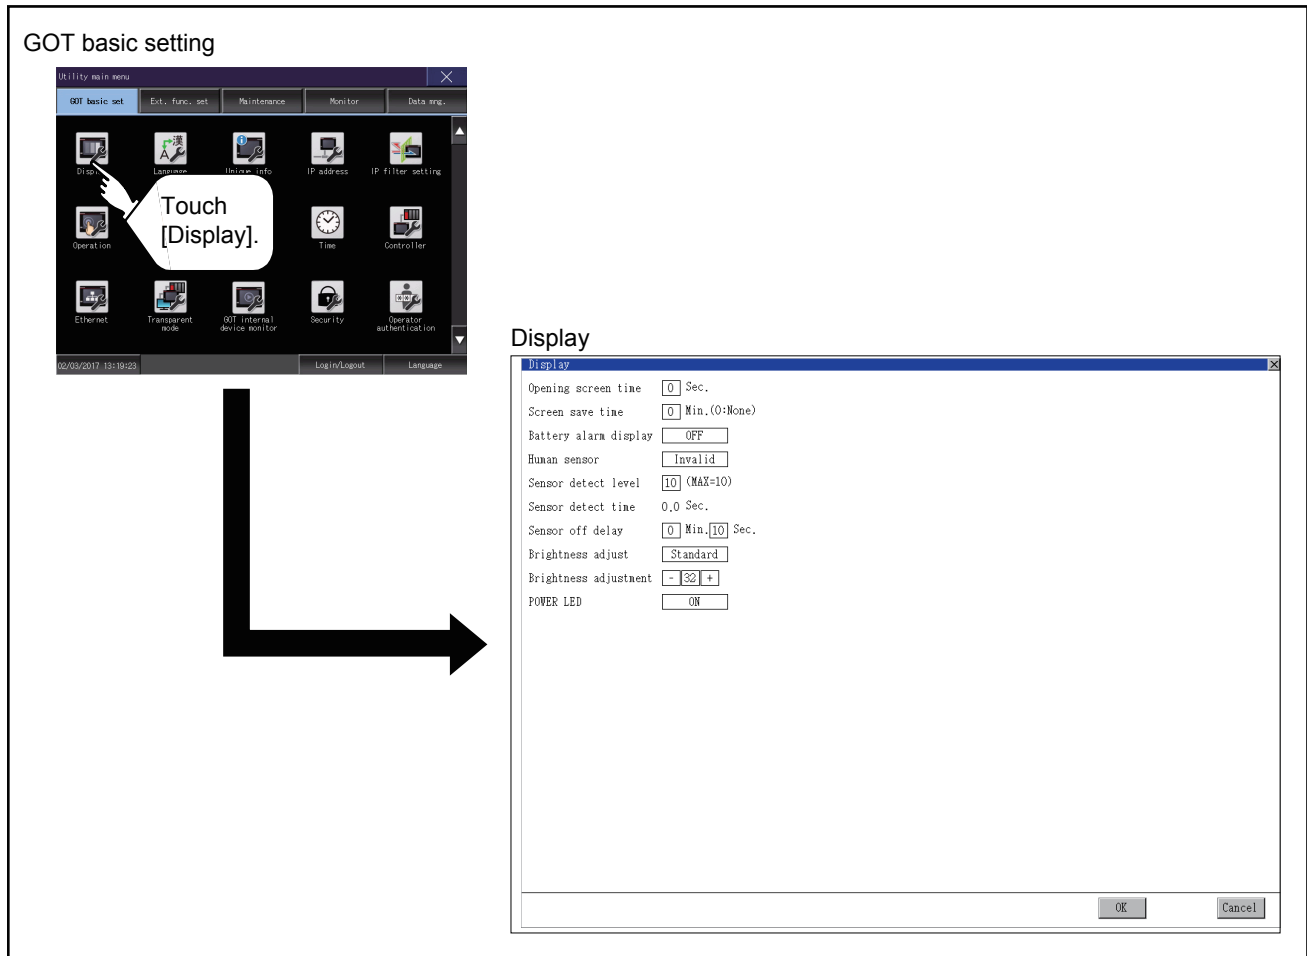 GOT basic setting
Utility main menu
GOT basic set Ext. func. set Maintenance Monitor Data mng.
Language Unique info IP address IP filter setting
Touch
[Display].
Operation Time Controller
Ethernet Transparent mode GOT internal device monitor Security Operator authentication
02/03/2017 13:19:23 Login/Logout Language
Display
Display
Opening screen time 0 Sec.
Screen save time 0 Min.(0:None)
Battery alarm display OFF
Human sensor Invalid
Sensor detect level 10 (MAX=10)
Sensor detect time 0.0 Sec.
Sensor off delay 0 Min. 10 Sec.
Brightness adjust Standard
Brightness adjustment - 32 +
POWER LED ON
OK Cancel